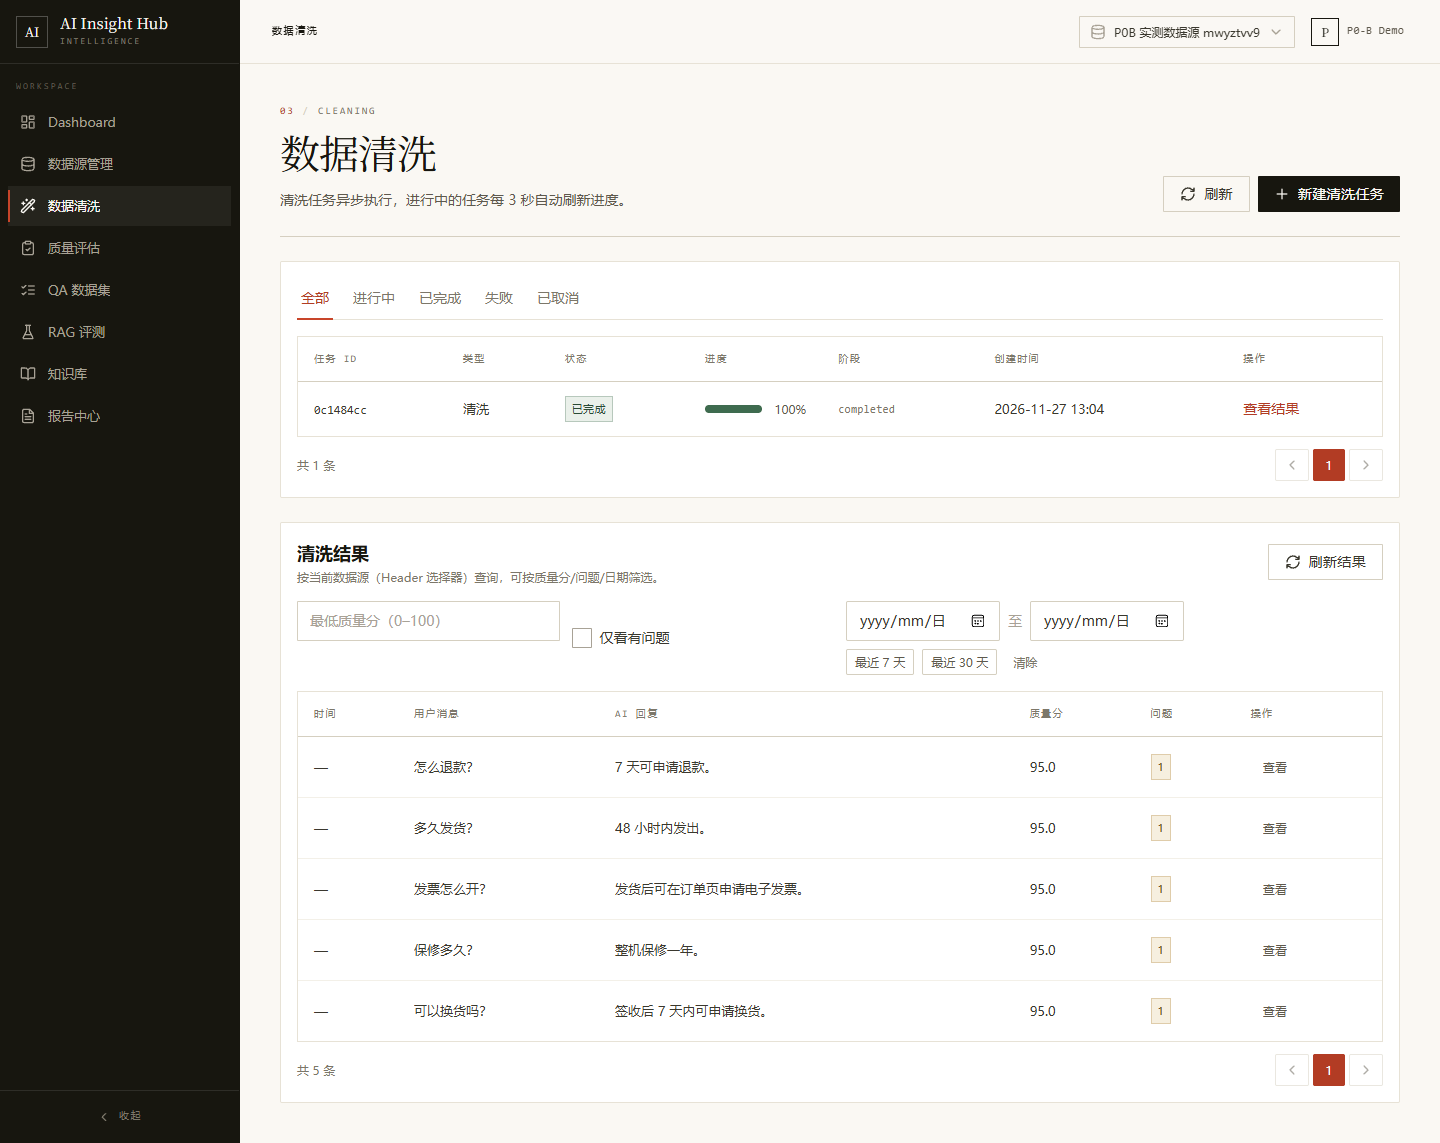 AI
AI Insight Hub
INTELLIGENCE
WORKSPACE
Dashboard
数据源管理
数据清洗
质量评估
QA 数据集
RAG 评测
知识库
报告中心
收起
数据清洗
P0B 实测数据源 mwyztvv9
P
P0-B Demo
03 / CLEANING
数据清洗
清洗任务异步执行，进行中的任务每 3 秒自动刷新进度。
刷新
新建清洗任务
全部 进行中 已完成 失败 已取消
任务 ID 类型 状态 进度 阶段 创建时间 操作
0c1484cc 清洗 已完成 100% completed 2026-11-27 13:04 查看结果
共 1 条
1
清洗结果
按当前数据源（Header 选择器）查询，可按质量分/问题/日期筛选。
刷新结果
最低质量分（0–100）
仅看有问题
yyyy/mm/日 至 yyyy/mm/日
最近 7 天 最近 30 天 清除
时间 用户消息 AI 回复 质量分 问题 操作
— 怎么退款? 7 天可申请退款。 95.0 1 查看
— 多久发货? 48 小时内发出。 95.0 1 查看
— 发票怎么开? 发货后可在订单页申请电子发票。 95.0 1 查看
— 保修多久? 整机保修一年。 95.0 1 查看
— 可以换货吗? 签收后 7 天内可申请换货。 95.0 1 查看
共 5 条
1